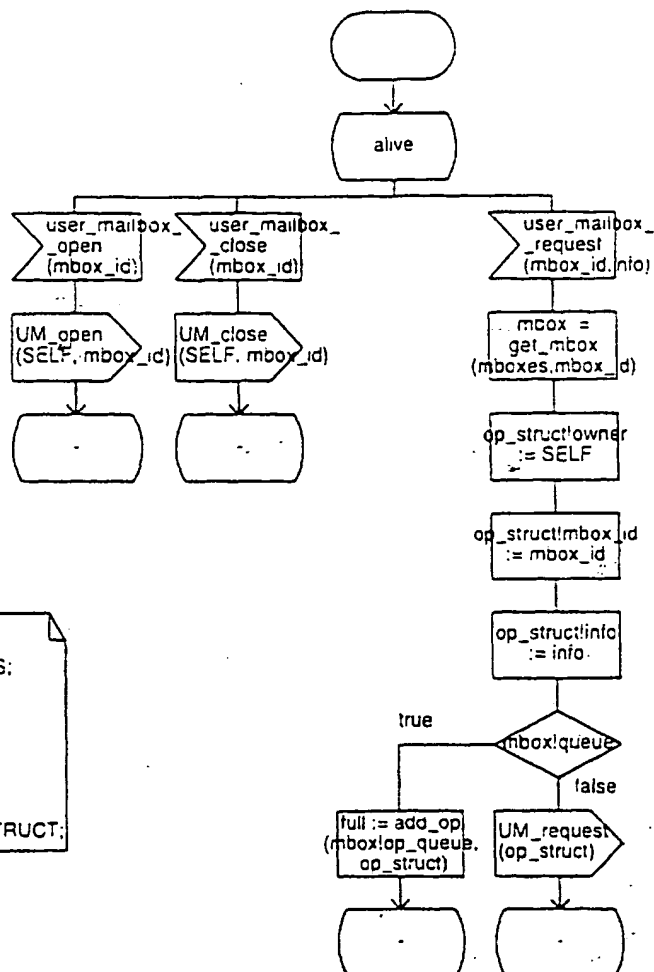 alive
user_mailbox_
_open
(mbox_id)
user_mailbox_
_close
(mbox_id)
user_mailbox_
_request
(mbox_id,info)
UM_open
(SELF, mbox_id)
UM_close
(SELF, mbox_id)
mbox =
get_mbox
(mboxes,mbox_id)
op_struct!owner
:= SELF
op_struct!mbox_id
:= mbox_id
op_struct!info
:= info
mbox!queue
true
false
full := add_op
(mbox!op_queue,
op_struct)
UM_request
(op_struct)
-
-
-
-
S;
TRUCT;